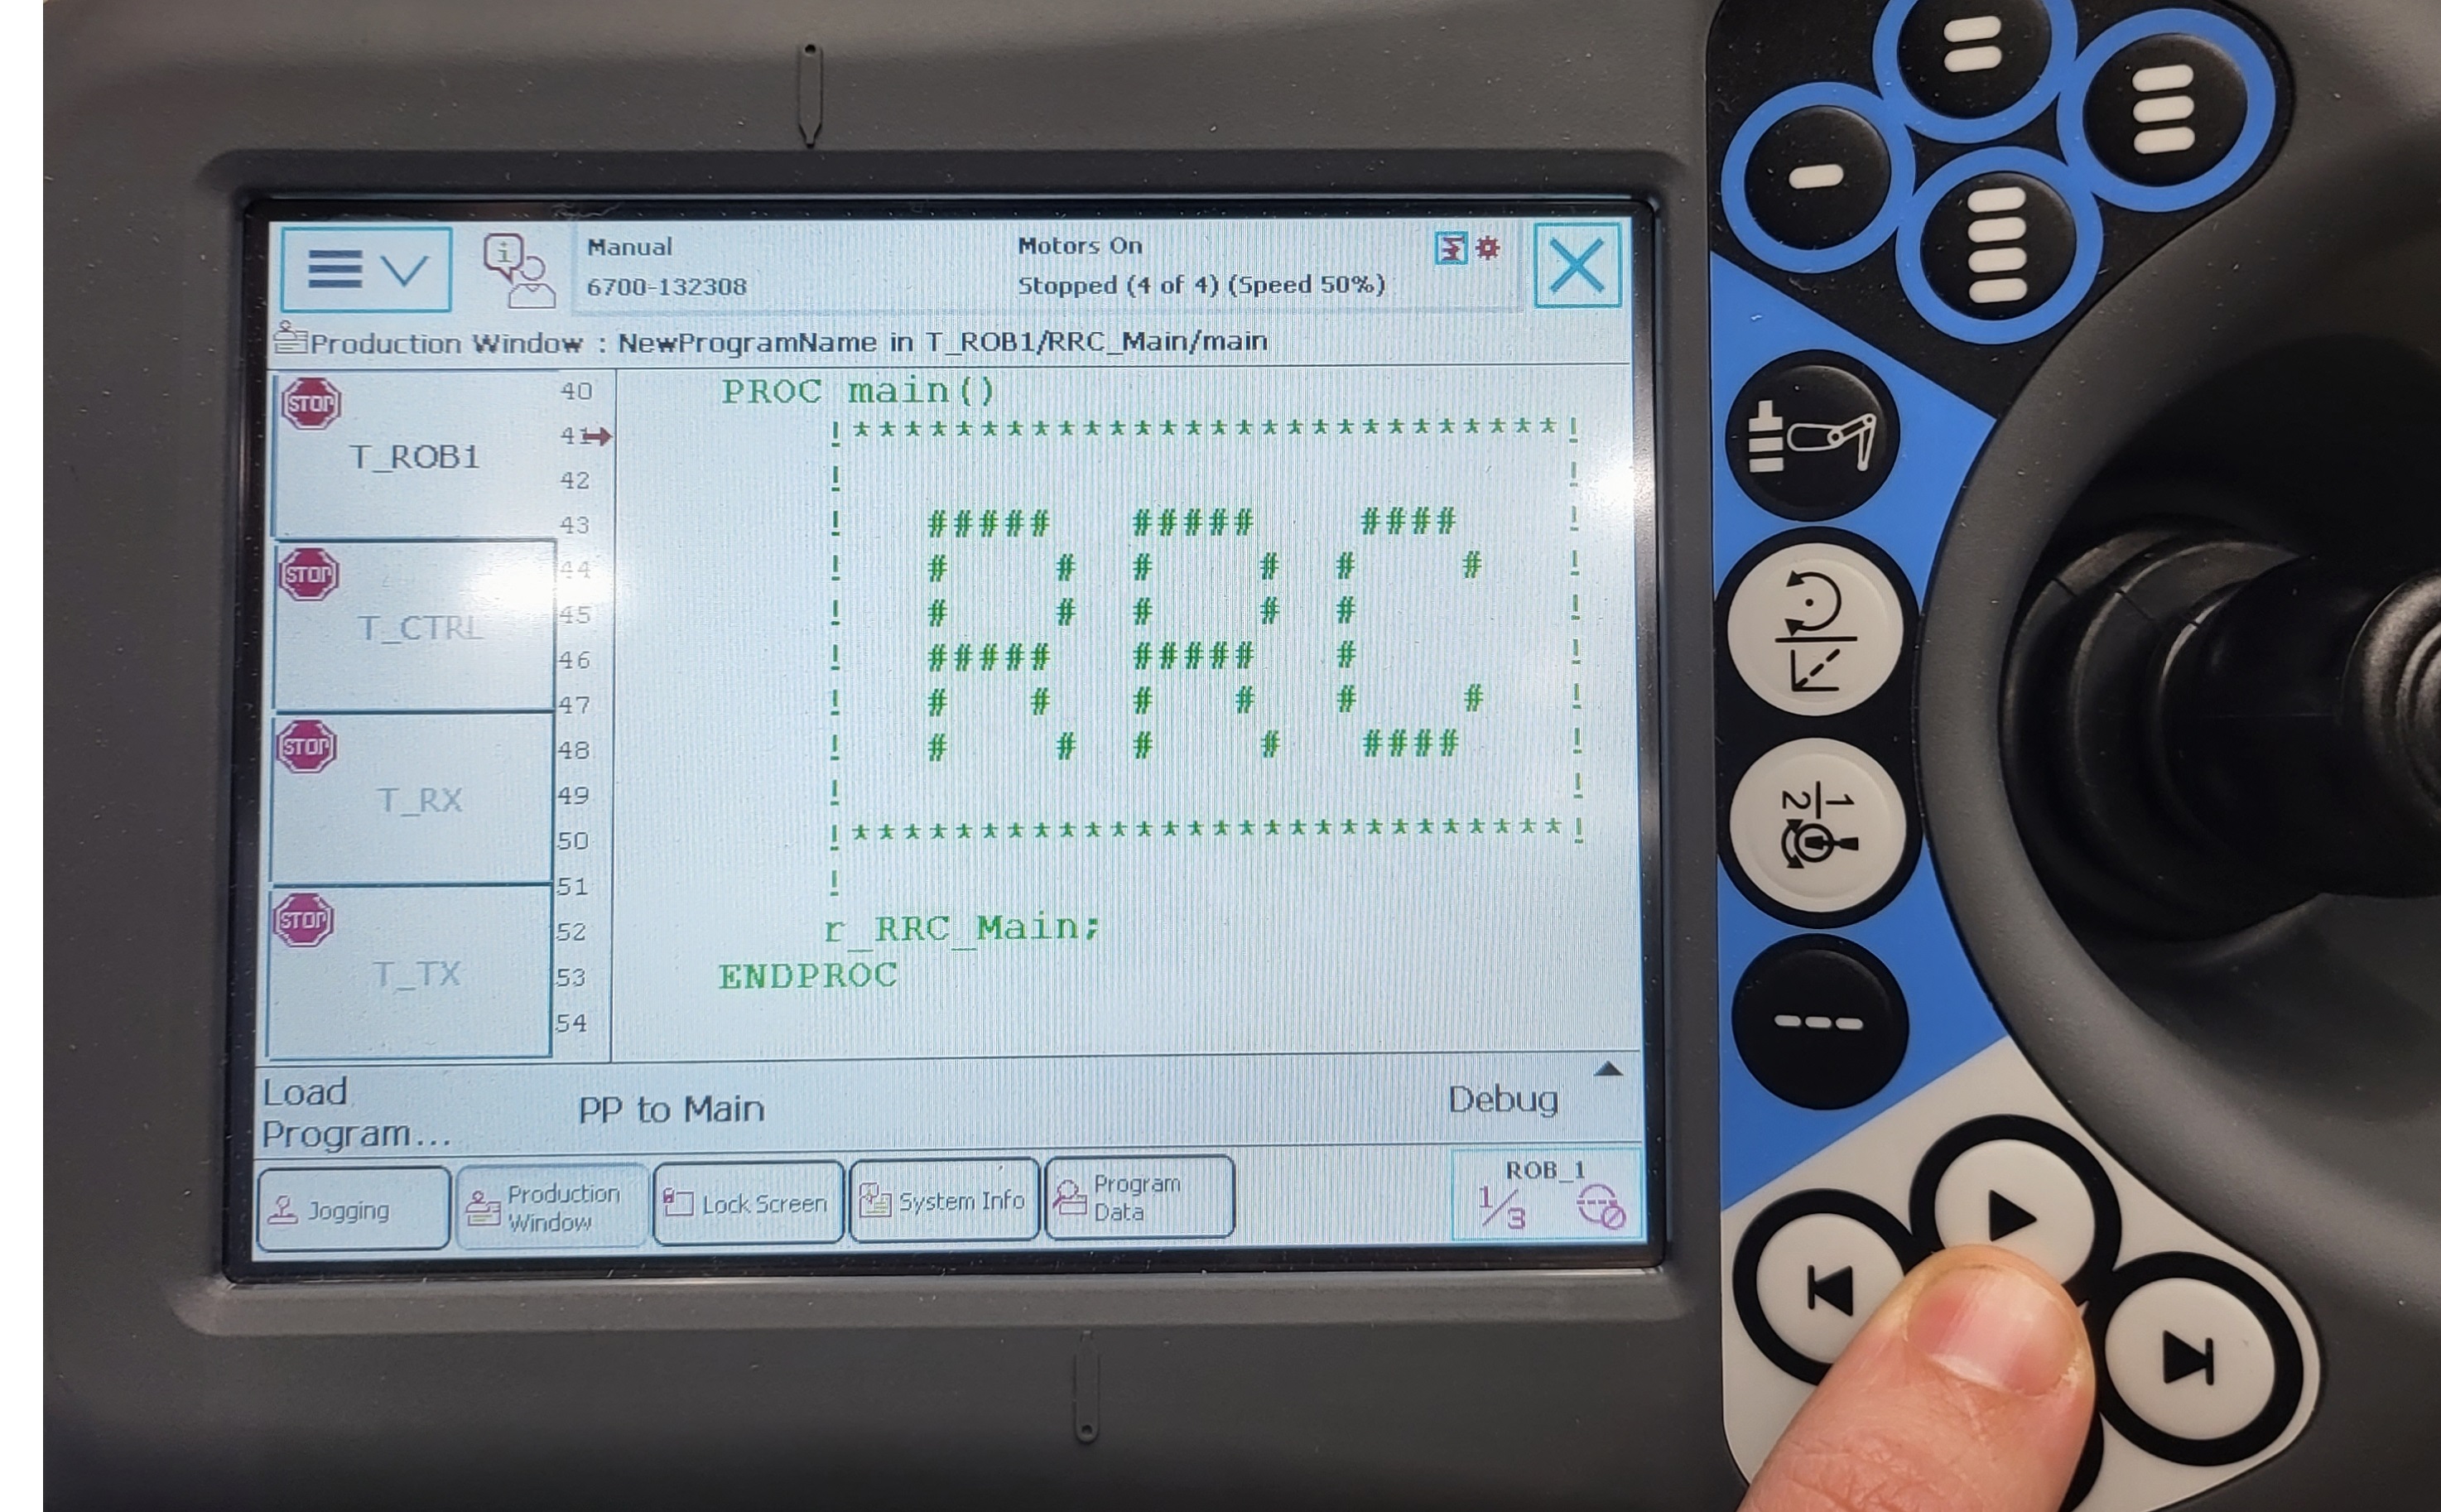 Manual
Motors On
6700-132308
Stopped (4 of 4) (Speed 50%)
Production Window : NewProgramName in T_ROB1/RRC_Main/main
STOP
T_ROB1
STOP
T_CTRL
STOP
T_RX
STOP
T_TX
40 PROC main()
41 !****************************!
42 ! !
43 ! ##### ##### #### !
44 ! # # # # # # !
45 ! # # # # # !
46 ! ##### ##### # !
47 ! # # # # # # !
48 ! # # # # #### !
49 ! !
50 !****************************!
51 !
52 r_RRC_Main;
53 ENDPROC
54
Load Program...
PP to Main
Debug
Jogging
Production Window
Lock Screen
System Info
Program Data
ROB_1
1/3
1/2